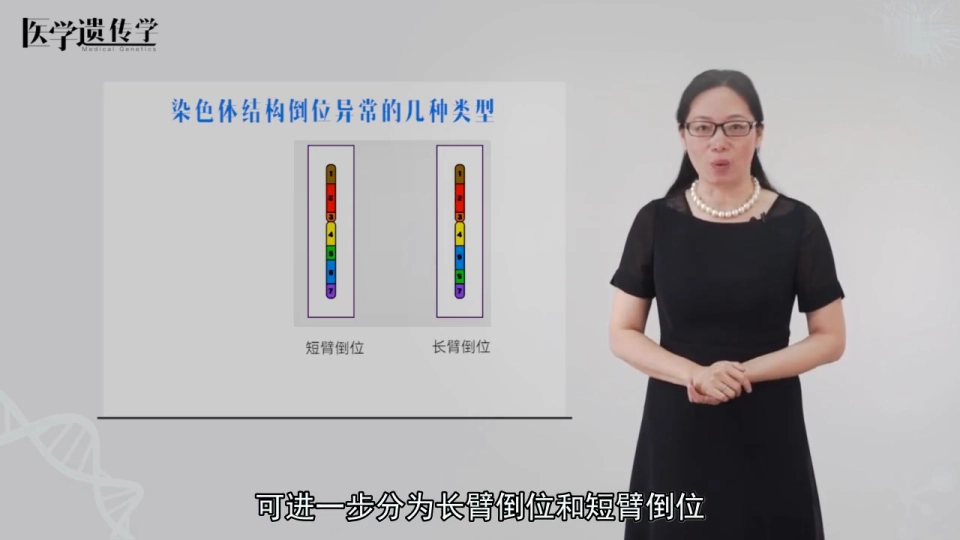 医学遗传学
Medical Genetics
染色体结构倒位异常的几种类型
1
2
3
4
5
6
7
1
2
3
4
6
5
7
短臂倒位
长臂倒位
可进一步分为长臂倒位和短臂倒位